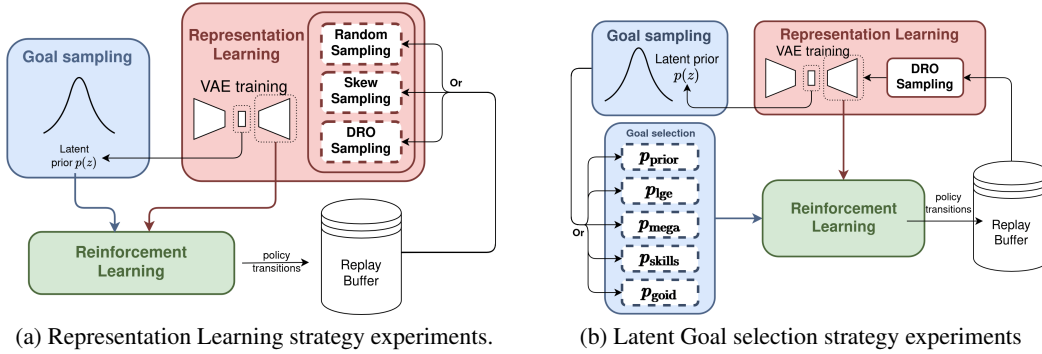 Goal sampling
Latent
prior p(z)
Representation
Learning
VAE training
Random
Sampling
Skew
Sampling
DRO
Sampling
Or
Reinforcement
Learning
policy
transitions
Replay
Buffer
(a) Representation Learning strategy experiments.
Goal sampling
Latent prior
p(z)
Representation Learning
VAE training
DRO
Sampling
Goal selection
p_prior
p_lge
p_mega
p_skills
p_goid
Or
Reinforcement
Learning
policy
transitions
Replay
Buffer
(b) Latent Goal selection strategy experiments